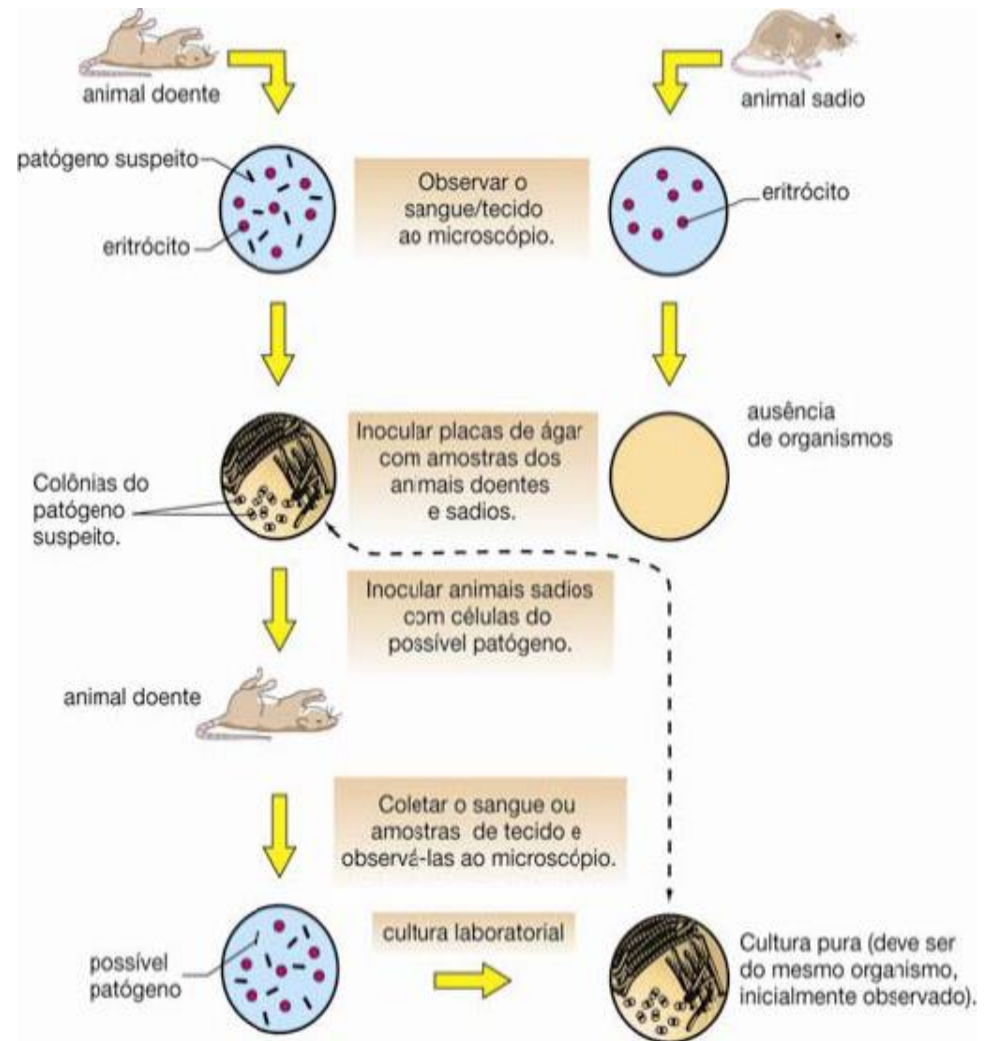 animal doente
animal sadio
patógeno suspeito
eritrócito
Observar o
sangue/tecido
ao microscópio.
eritrócito
Colônias do
patógeno
suspeito.
Inocular placas de ágar
com amostras dos
animais doentes
e sadios.
ausência
de organismos
Inocular animais sadios
com células do
possível patógeno.
animal doente
Coletar o sangue ou
amostras de tecido e
observá-las ao microscópio.
possível
patógeno
cultura laboratorial
Cultura pura (deve ser
do mesmo organismo,
inicialmente observado).